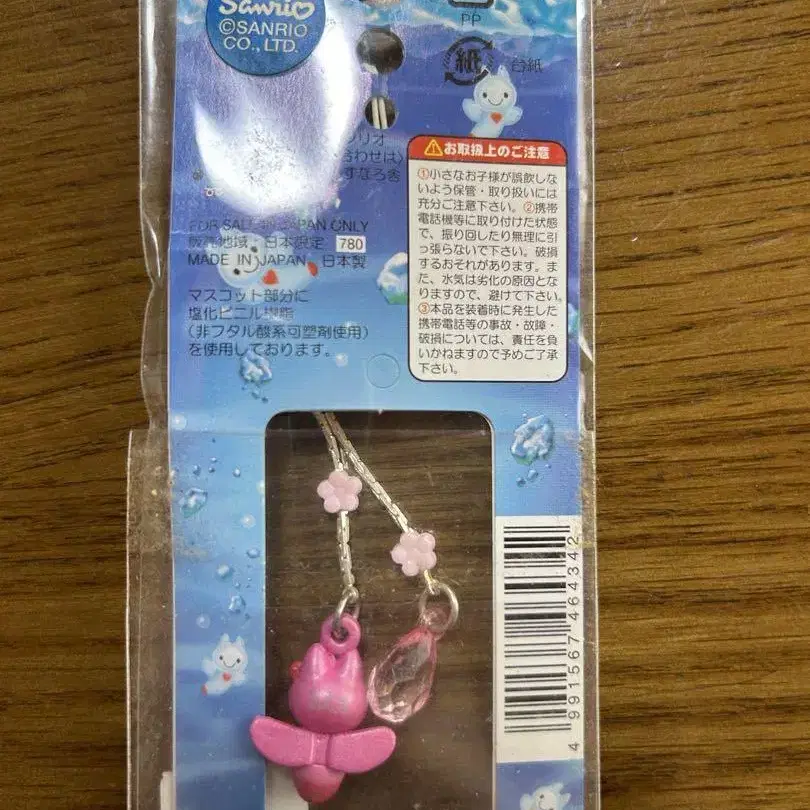 Sanrio
©SANRIO
CO., LTD.
PP
紙
台紙
FOR SALE IN JAPAN ONLY
販売地域 日本限定 780
MADE IN JAPAN 日本製
マスコット部分に
塩化ビニル樹脂
(非フタル酸系可塑剤使用)
を使用しております。
お取扱上のご注意
①小さなお子様が誤飲しな
いよう保管・取り扱いには
充分ご注意下さい。②携帯
電話機等に取り付けた状態
で、振り回したり無理に引
っ張らないで下さい。破損
するおそれがあります。ま
た、水気は劣化の原因とな
りますので、避けて下さい。
③本品を装着時に発生した
携帯電話等の事故・故障・
破損については、責任を負
いかねますので予めご了承
下さい。
4 991567 464342